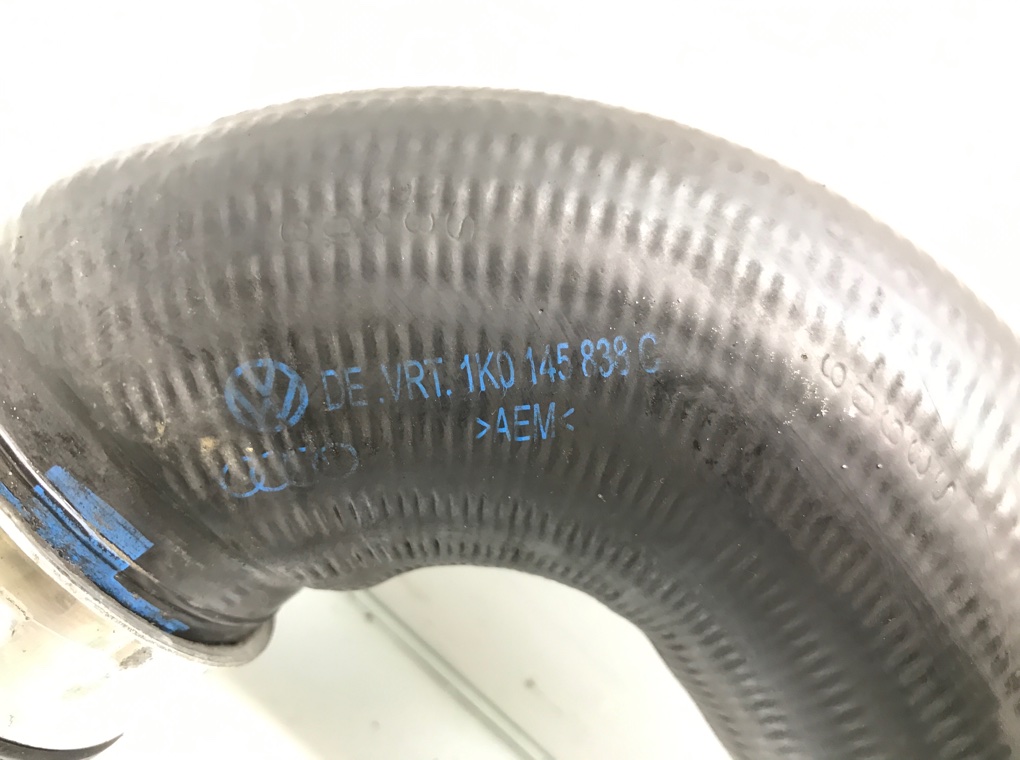 DE .VRT. 1K0 145 838 C
>AEM<